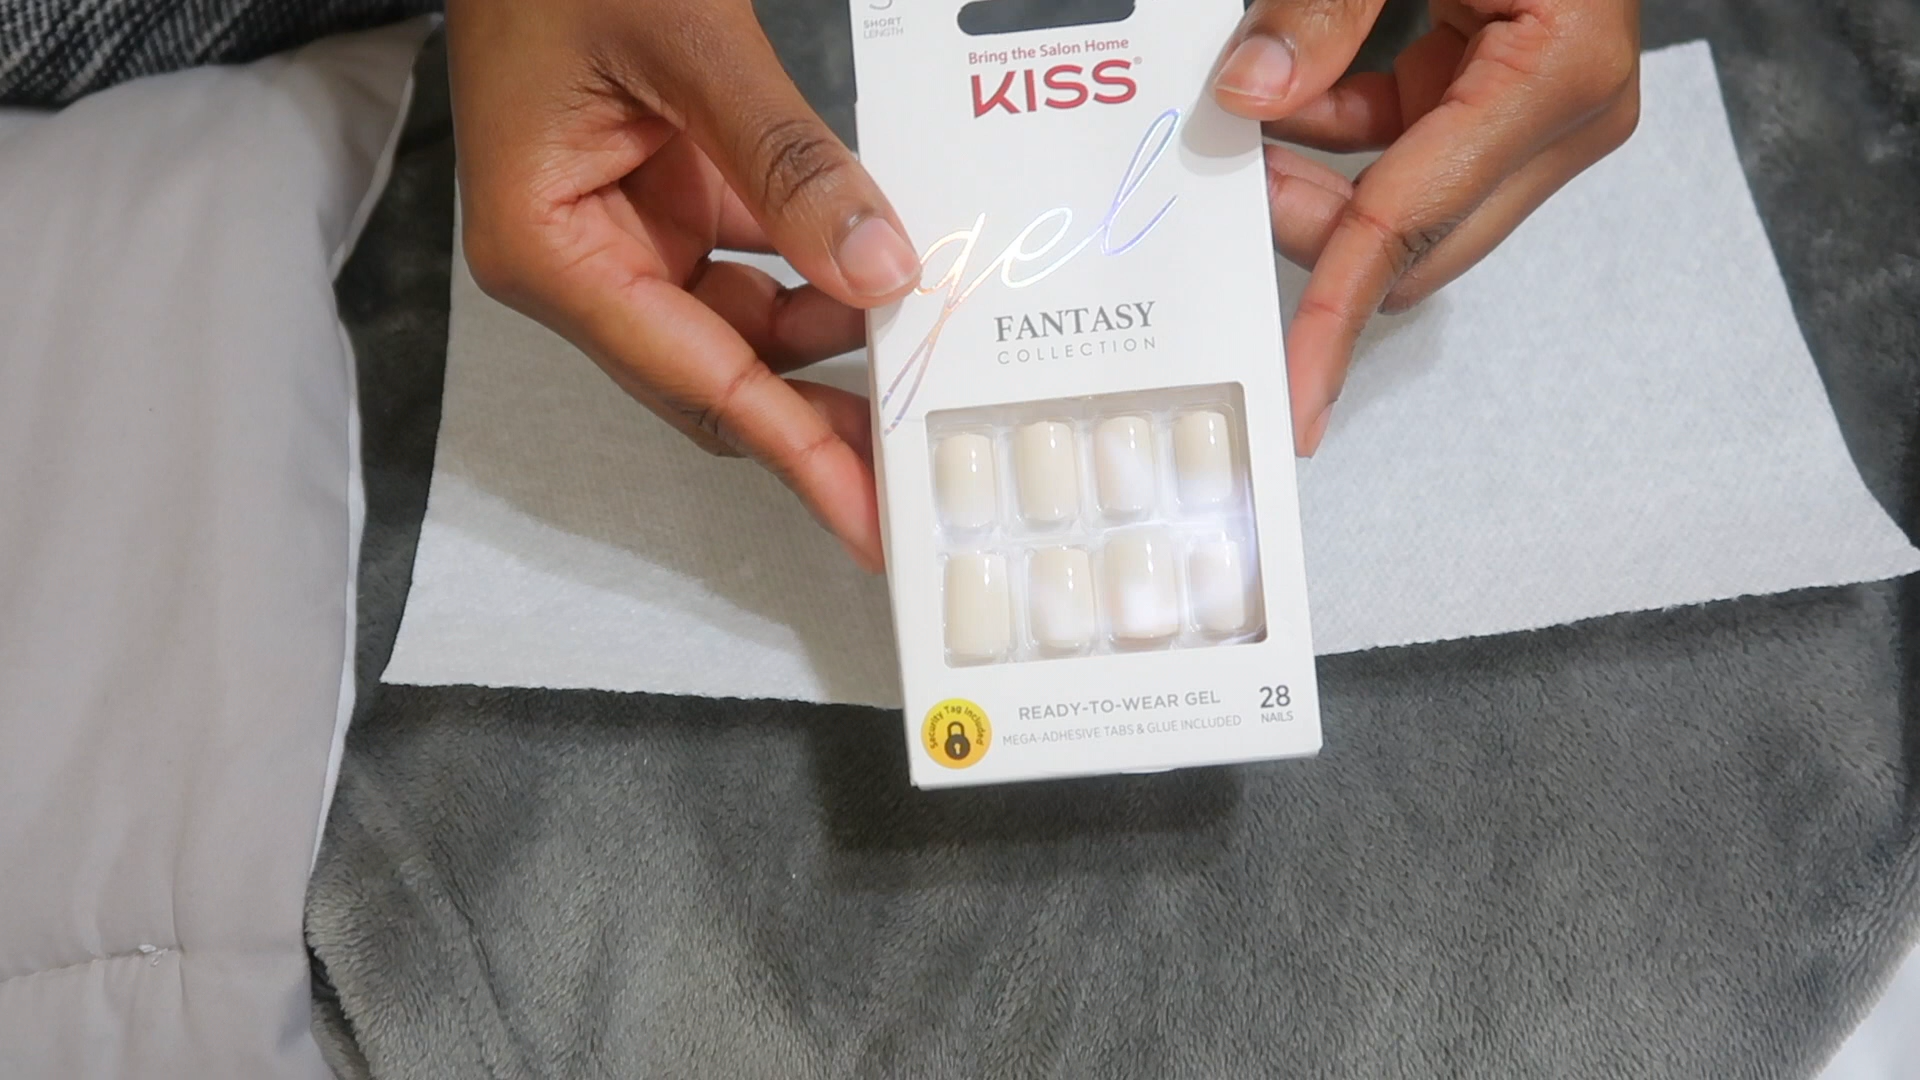 SHORT
LENGTH
Bring the Salon Home
KISS®
gel
FANTASY
COLLECTION
Security Tag Included
READY-TO-WEAR GEL
MEGA-ADHESIVE TABS & GLUE INCLUDED
28
NAILS